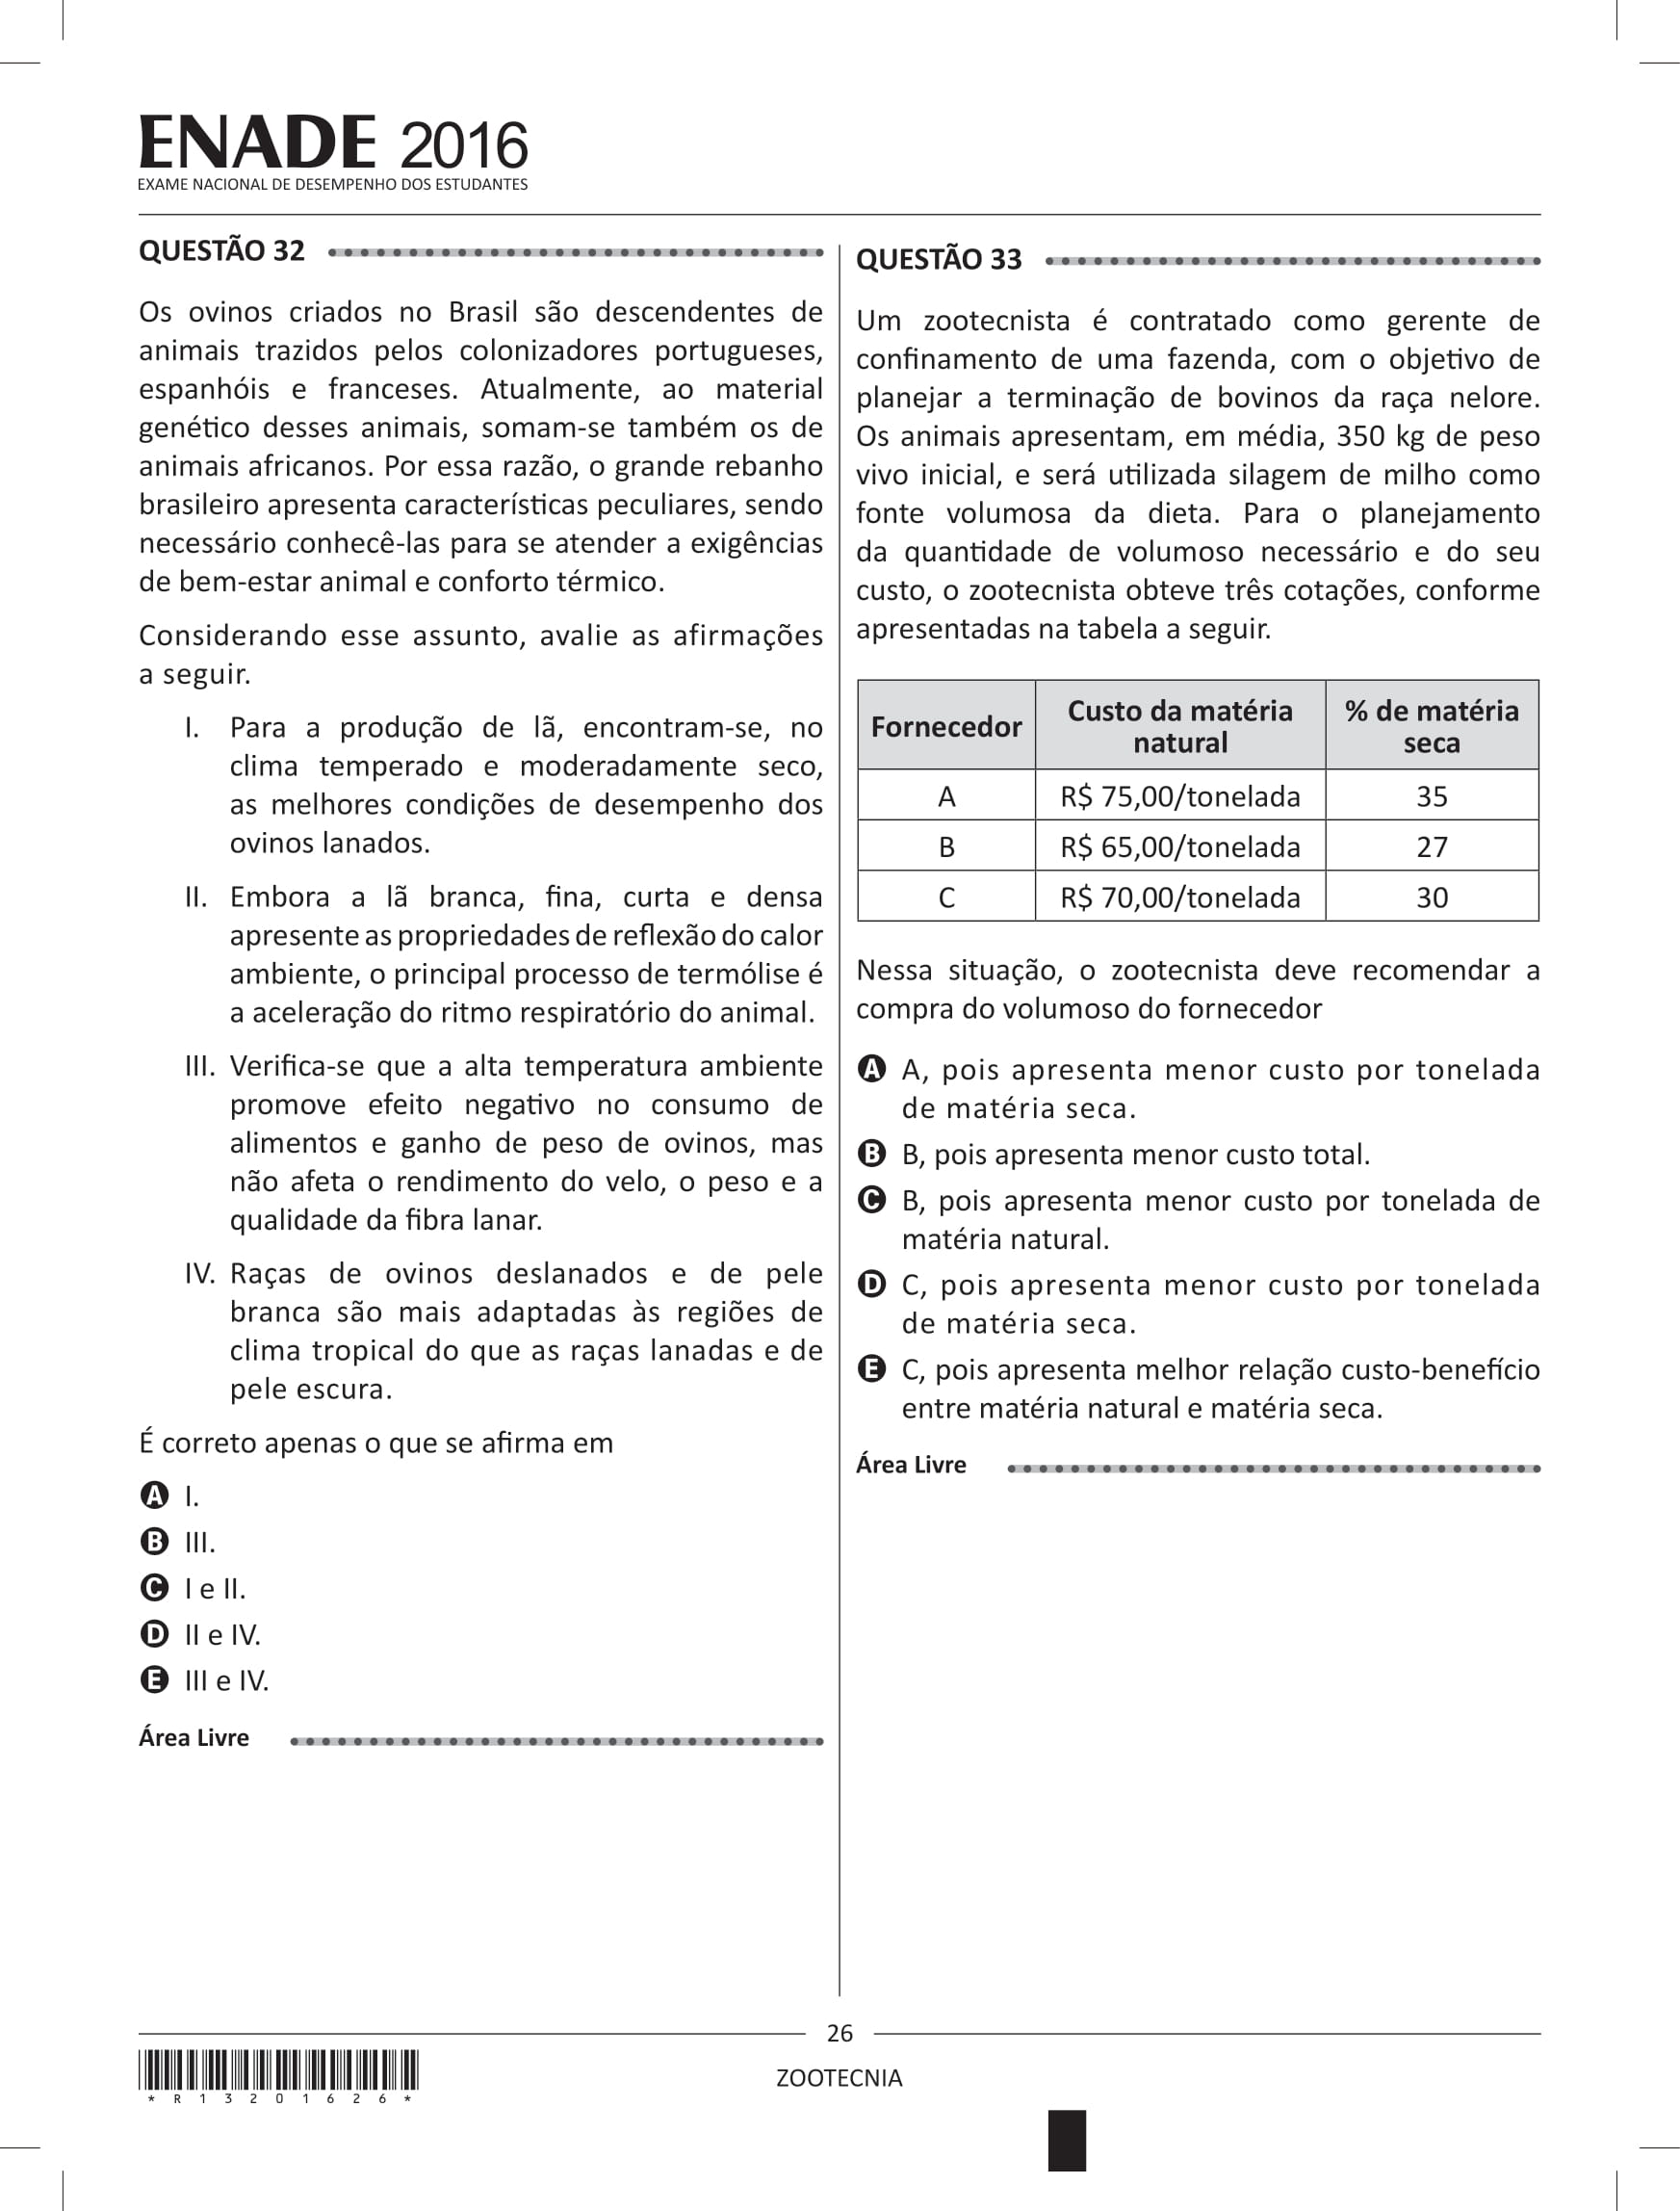 ENADE 2016
EXAME NACIONAL DE DESEMPENHO DOS ESTUDANTES
QUESTÃO 32
Os ovinos criados no Brasil são descendentes de
animais trazidos pelos colonizadores portugueses,
espanhóis e franceses. Atualmente, ao material
genético desses animais, somam-se também os de
animais africanos. Por essa razão, o grande rebanho
brasileiro apresenta características peculiares, sendo
necessário conhecê-las para se atender a exigências
de bem-estar animal e conforto térmico.
Considerando esse assunto, avalie as afirmações
a seguir.
I. Para a produção de lã, encontram-se, no
clima temperado e moderadamente seco,
as melhores condições de desempenho dos
ovinos lanados.
II. Embora a lã branca, fina, curta e densa
apresente as propriedades de reflexão do calor
ambiente, o principal processo de termólise é
a aceleração do ritmo respiratório do animal.
III. Verifica-se que a alta temperatura ambiente
promove efeito negativo no consumo de
alimentos e ganho de peso de ovinos, mas
não afeta o rendimento do velo, o peso e a
qualidade da fibra lanar.
IV. Raças de ovinos deslanados e de pele
branca são mais adaptadas às regiões de
clima tropical do que as raças lanadas e de
pele escura.
É correto apenas o que se afirma em
A I.
B III.
C I e II.
D II e IV.
E III e IV.
Área Livre
QUESTÃO 33
Um zootecnista é contratado como gerente de
confinamento de uma fazenda, com o objetivo de
planejar a terminação de bovinos da raça nelore.
Os animais apresentam, em média, 350 kg de peso
vivo inicial, e será utilizada silagem de milho como
fonte volumosa da dieta. Para o planejamento
da quantidade de volumoso necessário e do seu
custo, o zootecnista obteve três cotações, conforme
apresentadas na tabela a seguir.
Fornecedor Custo da matéria natural % de matéria seca
A R$ 75,00/tonelada 35
B R$ 65,00/tonelada 27
C R$ 70,00/tonelada 30
Nessa situação, o zootecnista deve recomendar a
compra do volumoso do fornecedor
A A, pois apresenta menor custo por tonelada
de matéria seca.
B B, pois apresenta menor custo total.
C B, pois apresenta menor custo por tonelada de
matéria natural.
D C, pois apresenta menor custo por tonelada
de matéria seca.
E C, pois apresenta melhor relação custo-benefício
entre matéria natural e matéria seca.
Área Livre
26
ZOOTECNIA
* R 1 3 2 0 1 6 2 6 *